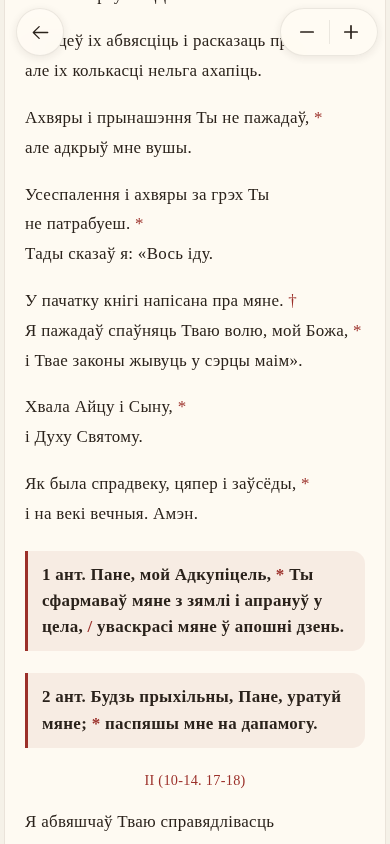 іх абвясціць і расказаць
але іх колькасці нельга ахапіць.
Ахвяры і прынашэння Ты не пажадаў, *
але адкрыў мне вушы.
Усеспалення і ахвяры за грэх Ты
не патрабуеш. *
Тады сказаў я: «Вось іду.
У пачатку кнігі напісана пра мяне. †
Я пажадаў спаўняць Тваю волю, мой Божа, *
і Твае законы жывуць у сэрцы маім».
Хвала Айцу і Сыну, *
і Духу Святому.
Як была спрадвеку, цяпер і заўсёды, *
і на векі вечныя. Амэн.
1 ант. Пане, мой Адкупіцель, * Ты
сфармаваў мяне з зямлі і апрануў у
цела, / уваскрасі мяне ў апошні дзень.
2 ант. Будзь прыхільны, Пане, уратуй
мяне; * паспяшы мне на дапамогу.
II (10-14. 17-18)
Я абвяшчаў Тваю справядлівасць